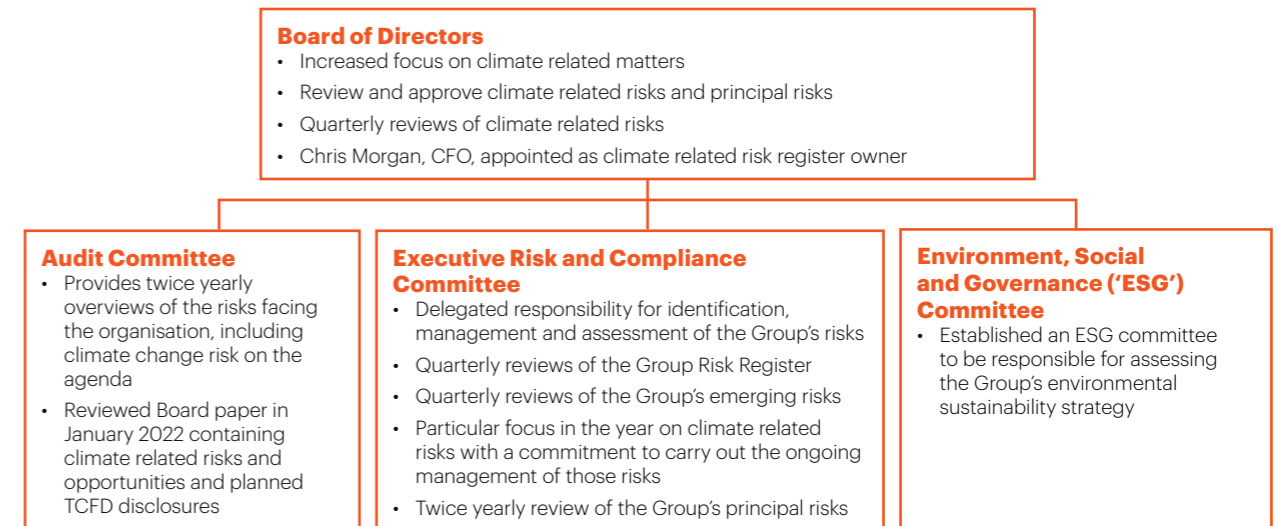 Board of Directors
• Increased focus on climate related matters
• Review and approve climate related risks and principal risks
• Quarterly reviews of climate related risks
• Chris Morgan, CFO, appointed as climate related risk register owner
Audit Committee
• Provides twice yearly
overviews of the risks facing
the organisation, including
climate change risk on the
agenda
• Reviewed Board paper in
January 2022 containing
climate related risks and
opportunities and planned
TCFD disclosures
Executive Risk and Compliance
Committee
• Delegated responsibility for identification,
management and assessment of the Group's risks
• Quarterly reviews of the Group Risk Register
• Quarterly reviews of the Group's emerging risks
• Particular focus in the year on climate related
risks with a commitment to carry out the ongoing
management of those risks
• Twice yearly review of the Group's principal risks
Environment, Social
and Governance ('ESG')
Committee
• Established an ESG committee
to be responsible for assessing
the Group's environmental
sustainability strategy